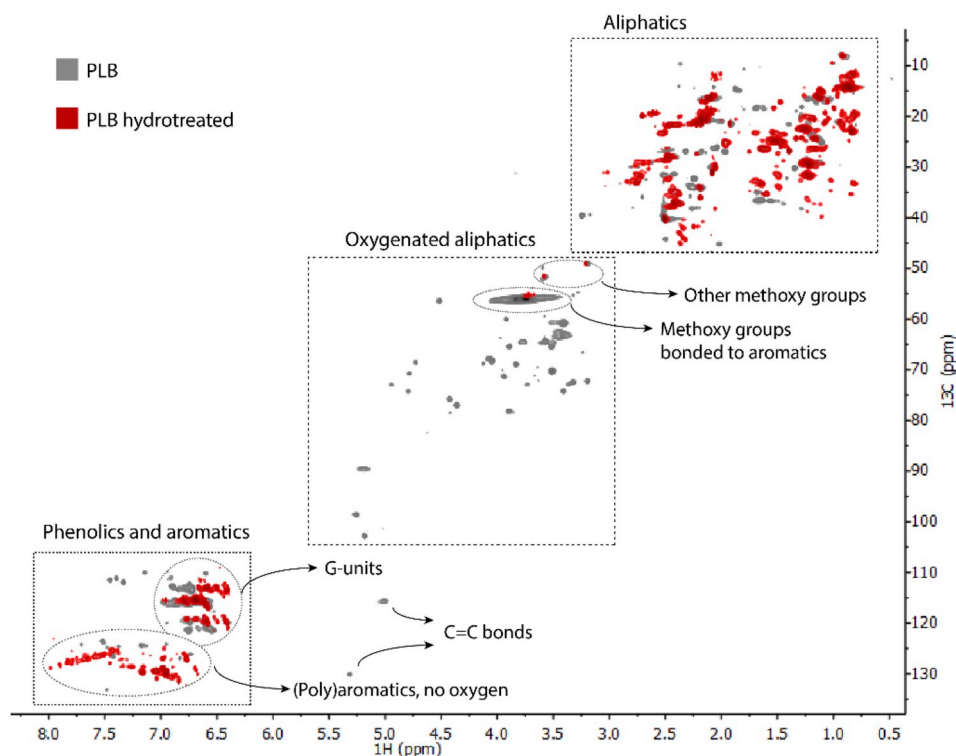 Aliphatics
PLB
PLB hydrotreated
10
20
30
40
Oxygenated aliphatics
50
Other methoxy groups
60
Methoxy groups
bonded to aromatics
70
80
13C (ppm)
90
100
Phenolics and aromatics
110
G-units
120
C=C bonds
130
(Poly)aromatics, no oxygen
8.0 7.5 7.0 6.5 6.0 5.5 5.0 4.5 4.0 3.5 3.0 2.5 2.0 1.5 1.0 0.5
1H (ppm)